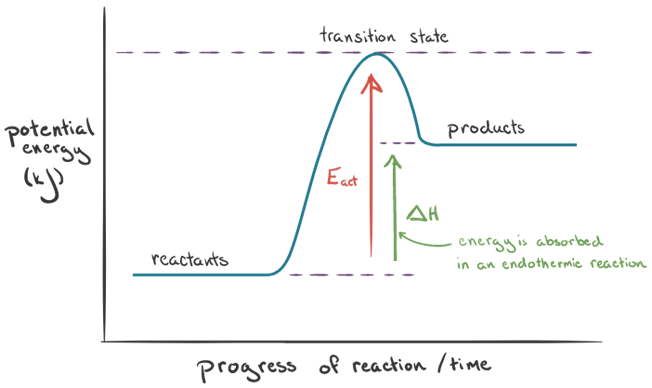 transition state
potential
energy
(kJ)
products
Eact
ΔH
energy is absorbed
in an endothermic reaction
reactants
progress of reaction / time